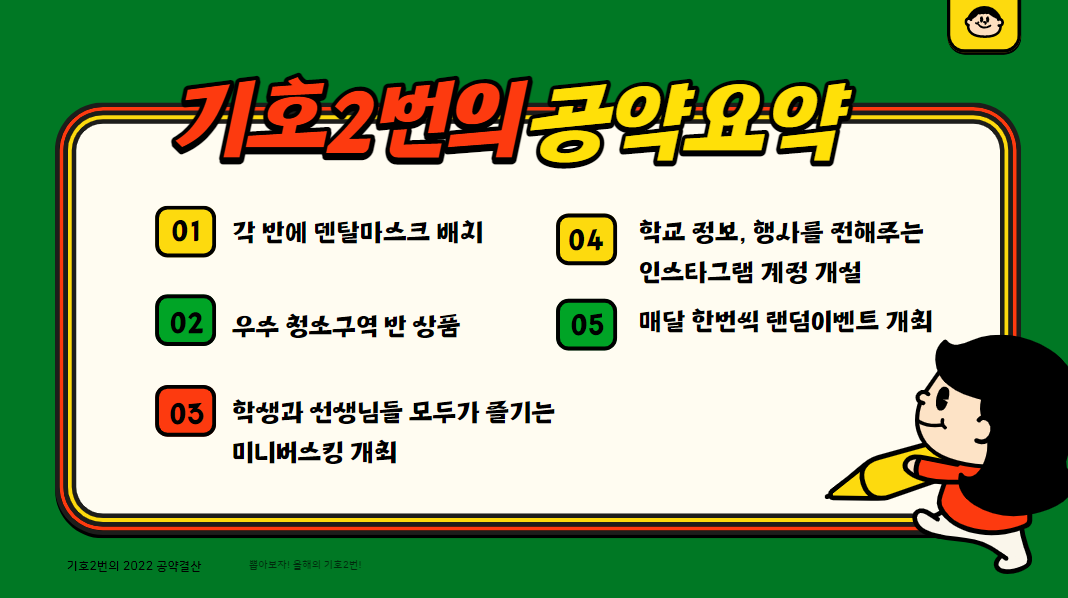 기호2번의공약요약
01 각 반에 덴탈마스크 배치
02 우수 청소구역 반 상품
03 학생과 선생님들 모두가 즐기는
미니버스킹 개최
04 학교 정보, 행사를 전해주는
인스타그램 계정 개설
05 매달 한번씩 랜덤이벤트 개최
기호2번의 2022 공약결산
뽑아보자! 올해의 기호2번!